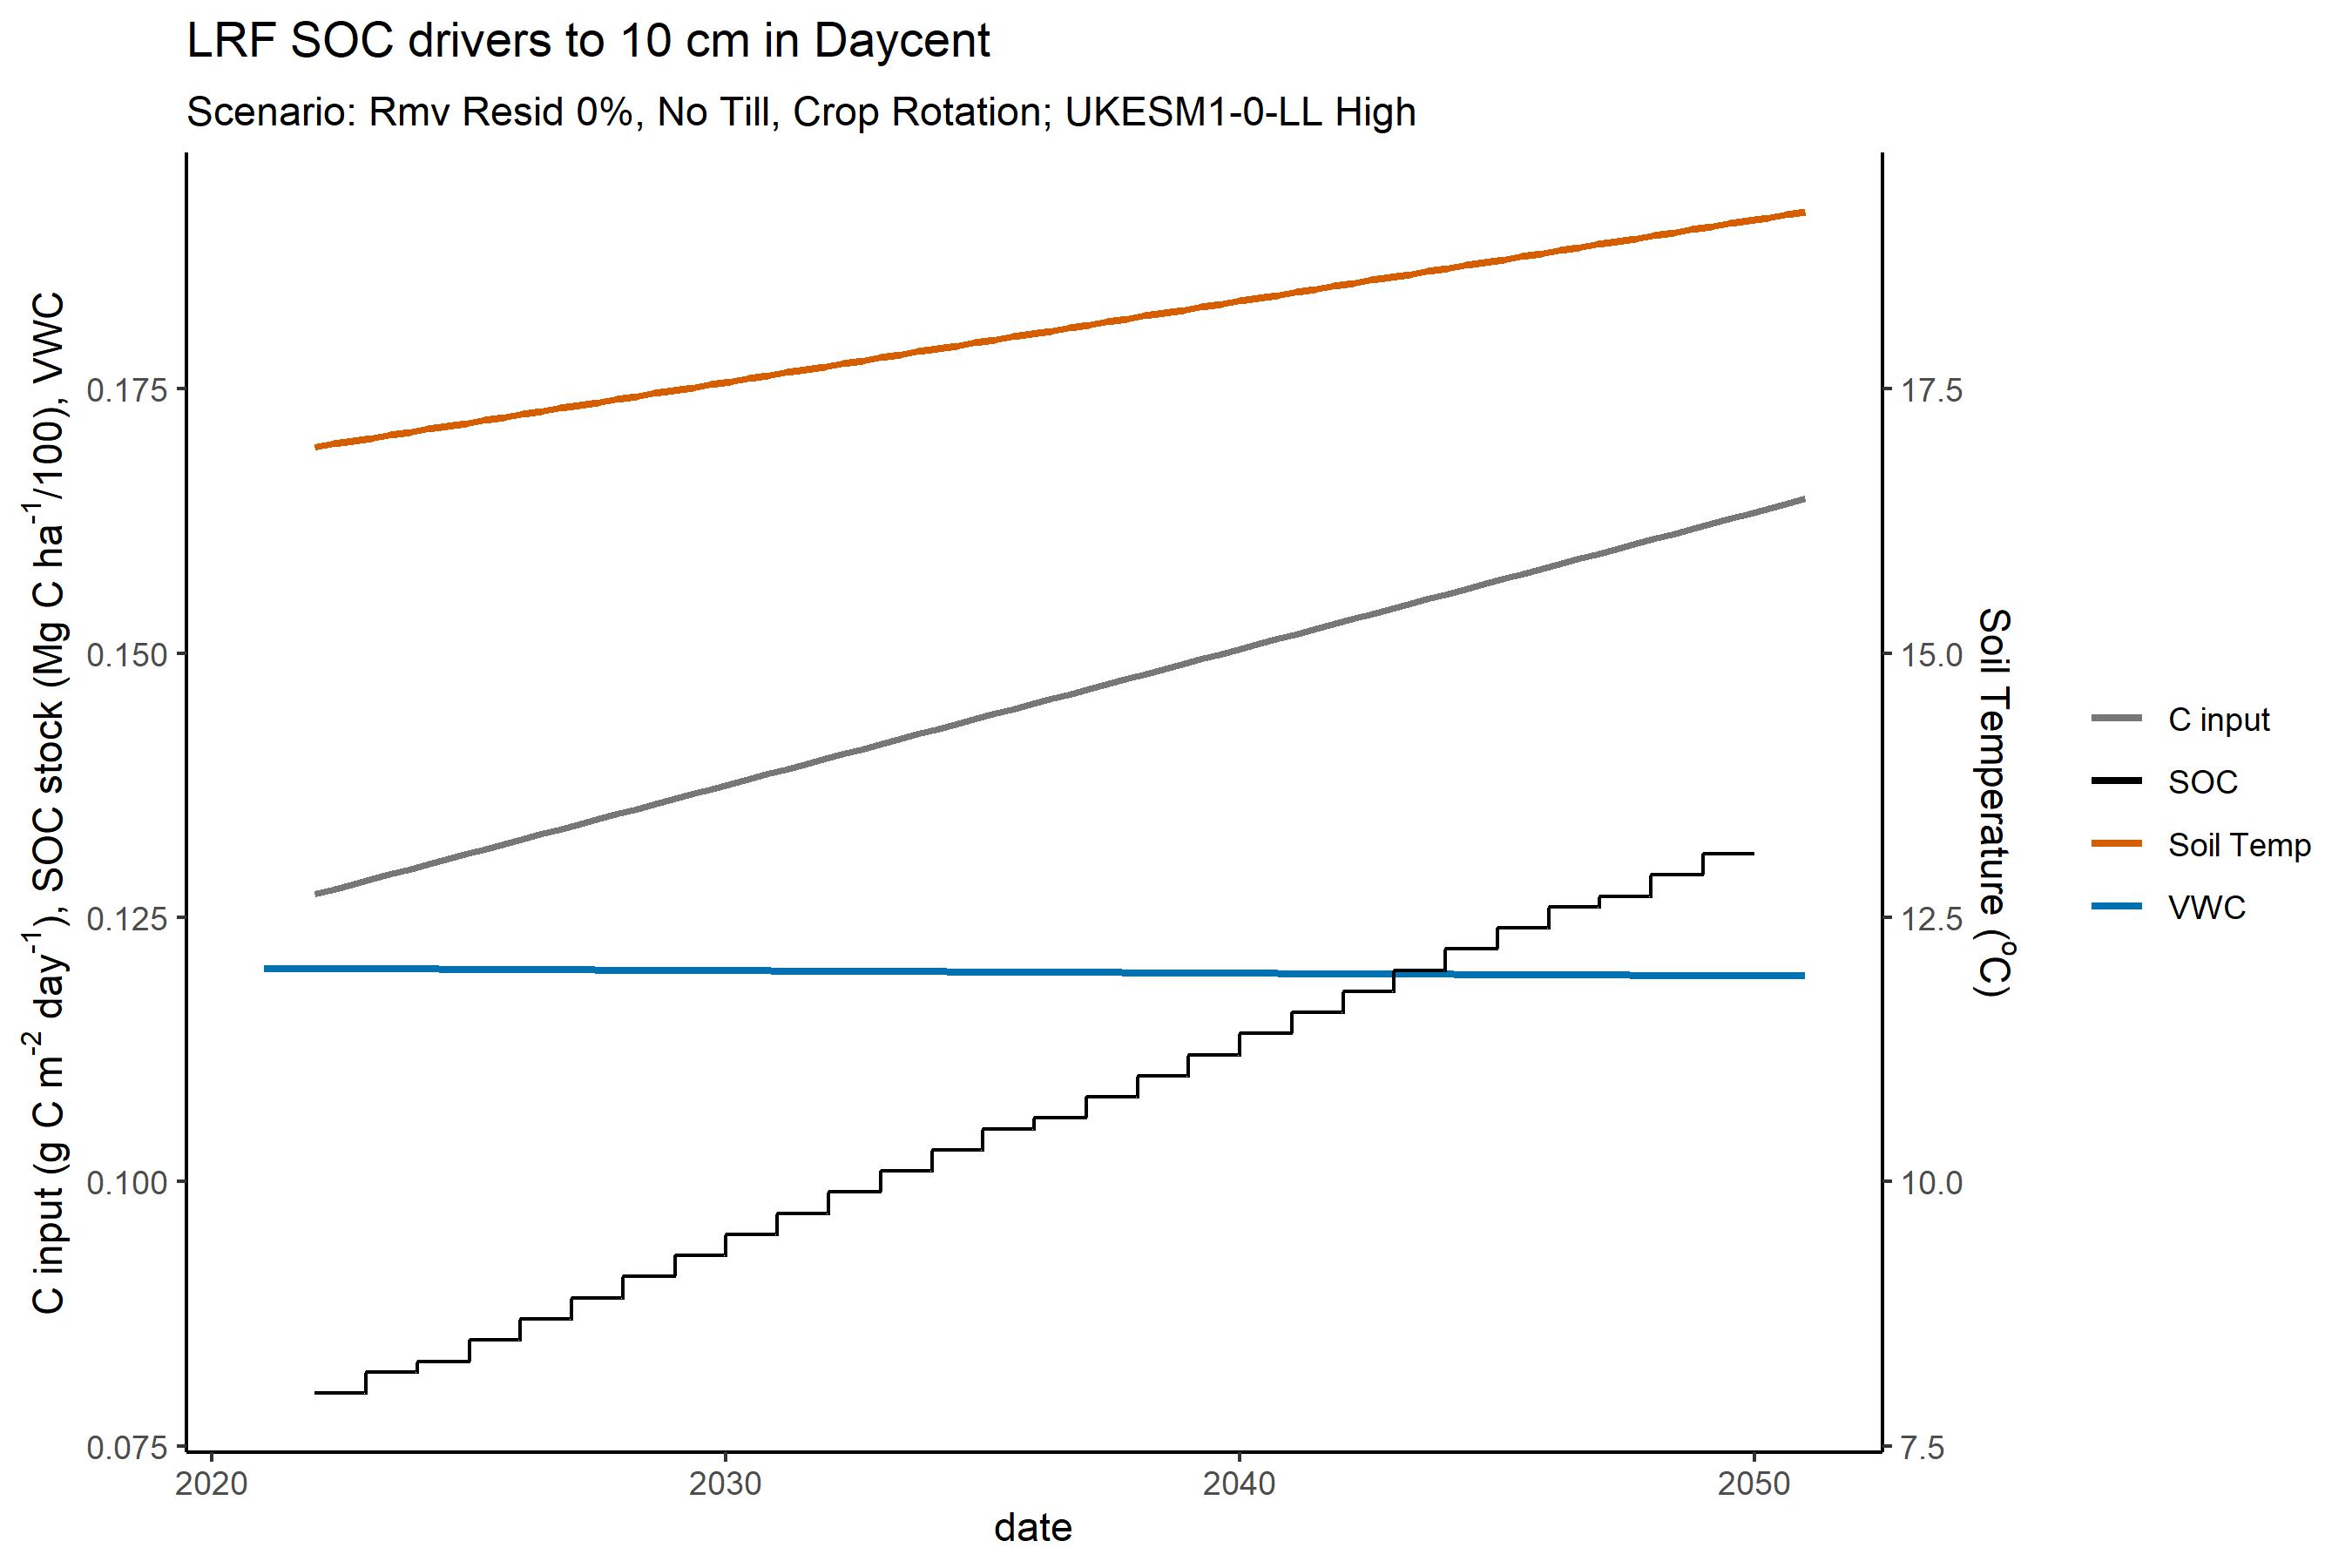 LRF SOC drivers to 10 cm in Daycent
Scenario: Rmv Resid 0%, No Till, Crop Rotation; UKESM1-0-LL High
C input (g C m⁻² day⁻¹), SOC stock (Mg C ha⁻¹/100), VWC
0.175
0.150
0.125
0.100
0.075
2020
2030
2040
2050
date
17.5
15.0
12.5
10.0
7.5
Soil Temperature (ºC)
C input
SOC
Soil Temp
VWC